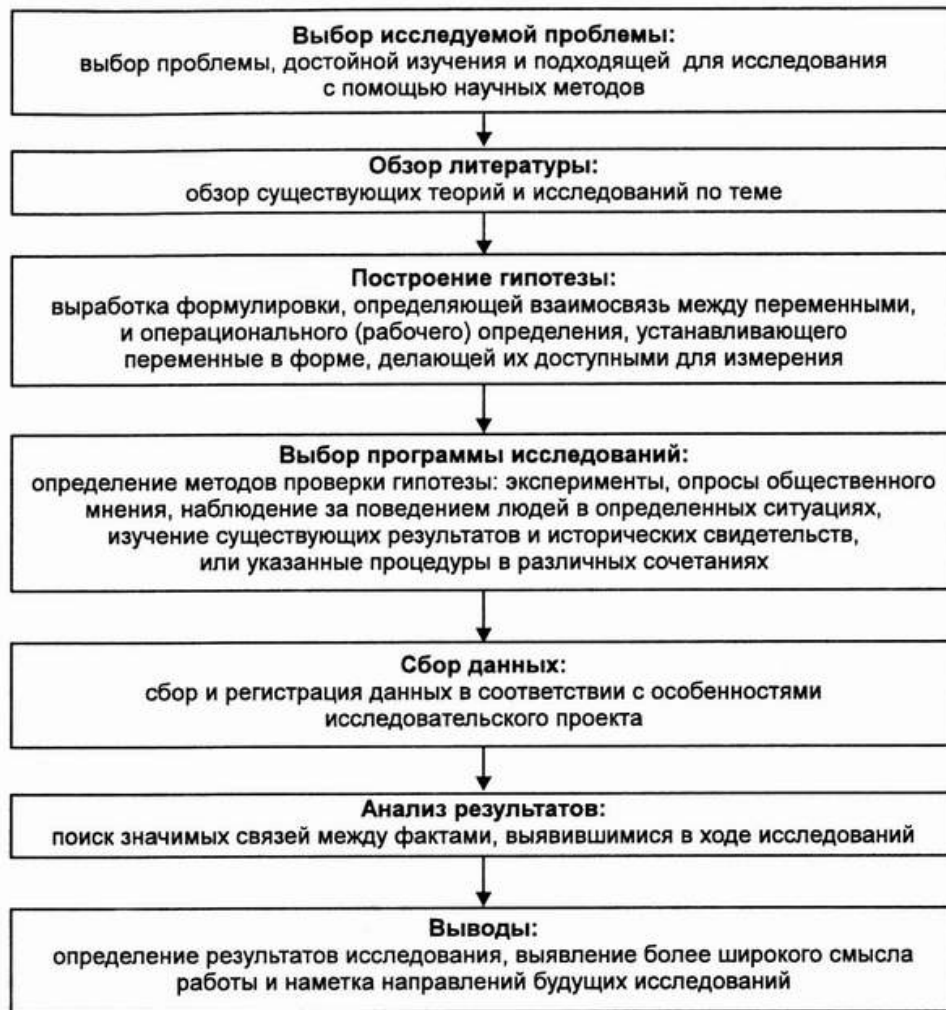 Выбор исследуемой проблемы:
выбор проблемы, достойной изучения и подходящей для исследования
с помощью научных методов
Обзор литературы:
обзор существующих теорий и исследований по теме
Построение гипотезы:
выработка формулировки, определяющей взаимосвязь между переменными,
и операционального (рабочего) определения, устанавливающего
переменные в форме, делающей их доступными для измерения
Выбор программы исследований:
определение методов проверки гипотезы: эксперименты, опросы общественного
мнения, наблюдение за поведением людей в определенных ситуациях,
изучение существующих результатов и исторических свидетельств,
или указанные процедуры в различных сочетаниях
Сбор данных:
сбор и регистрация данных в соответствии с особенностями
исследовательского проекта
Анализ результатов:
поиск значимых связей между фактами, выявившимися в ходе исследований
Выводы:
определение результатов исследования, выявление более широкого смысла
работы и наметка направлений будущих исследований